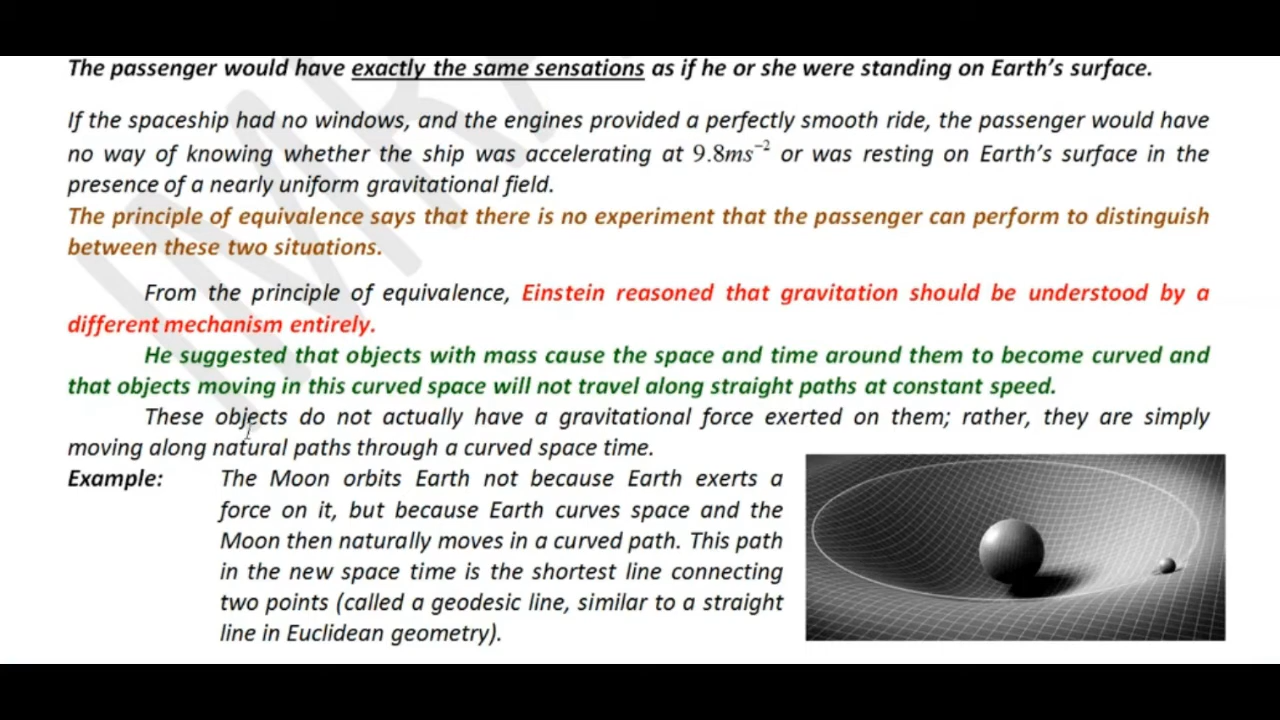 The passenger would have exactly the same sensations as if he or she were standing on Earth's surface.
If the spaceship had no windows, and the engines provided a perfectly smooth ride, the passenger would have
no way of knowing whether the ship was accelerating at 9.8ms⁻² or was resting on Earth's surface in the
presence of a nearly uniform gravitational field.
The principle of equivalence says that there is no experiment that the passenger can perform to distinguish
between these two situations.
From the principle of equivalence, Einstein reasoned that gravitation should be understood by a
different mechanism entirely.
He suggested that objects with mass cause the space and time around them to become curved and
that objects moving in this curved space will not travel along straight paths at constant speed.
These objects do not actually have a gravitational force exerted on them; rather, they are simply
moving along natural paths through a curved space time.
Example: The Moon orbits Earth not because Earth exerts a
force on it, but because Earth curves space and the
Moon then naturally moves in a curved path. This path
in the new space time is the shortest line connecting
two points (called a geodesic line, similar to a straight
line in Euclidean geometry).